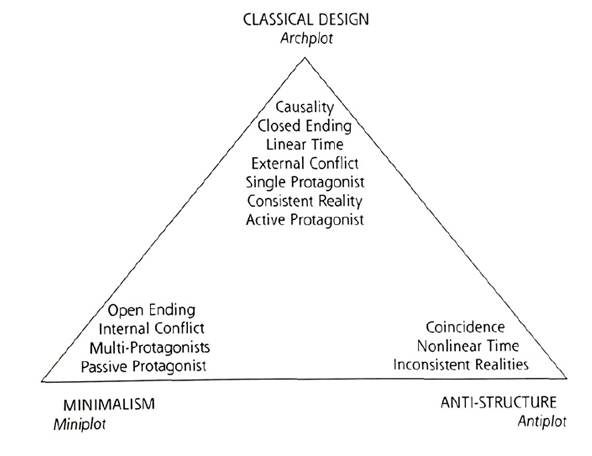 CLASSICAL DESIGN
Archplot
Causality
Closed Ending
Linear Time
External Conflict
Single Protagonist
Consistent Reality
Active Protagonist
Open Ending
Internal Conflict
Multi-Protagonists
Passive Protagonist
Coincidence
Nonlinear Time
Inconsistent Realities
MINIMALISM
Miniplot
ANTI-STRUCTURE
Antiplot